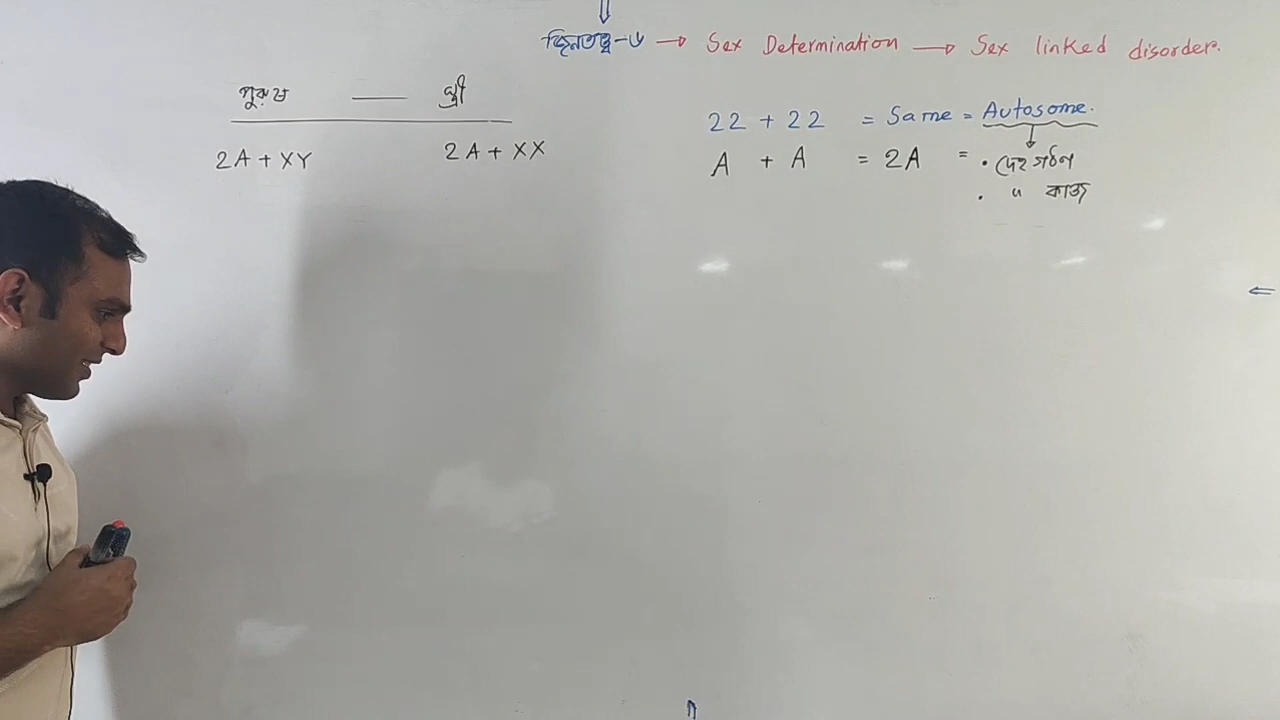 জিনতত্ত্ব-৬ → Sex Determination → Sex linked disorder.
পুরুষ — স্ত্রী
2A + XY 2A + XX
22 + 22 = Same = Autosome.
A + A = 2A = • দেহ গঠন
• " কাজ